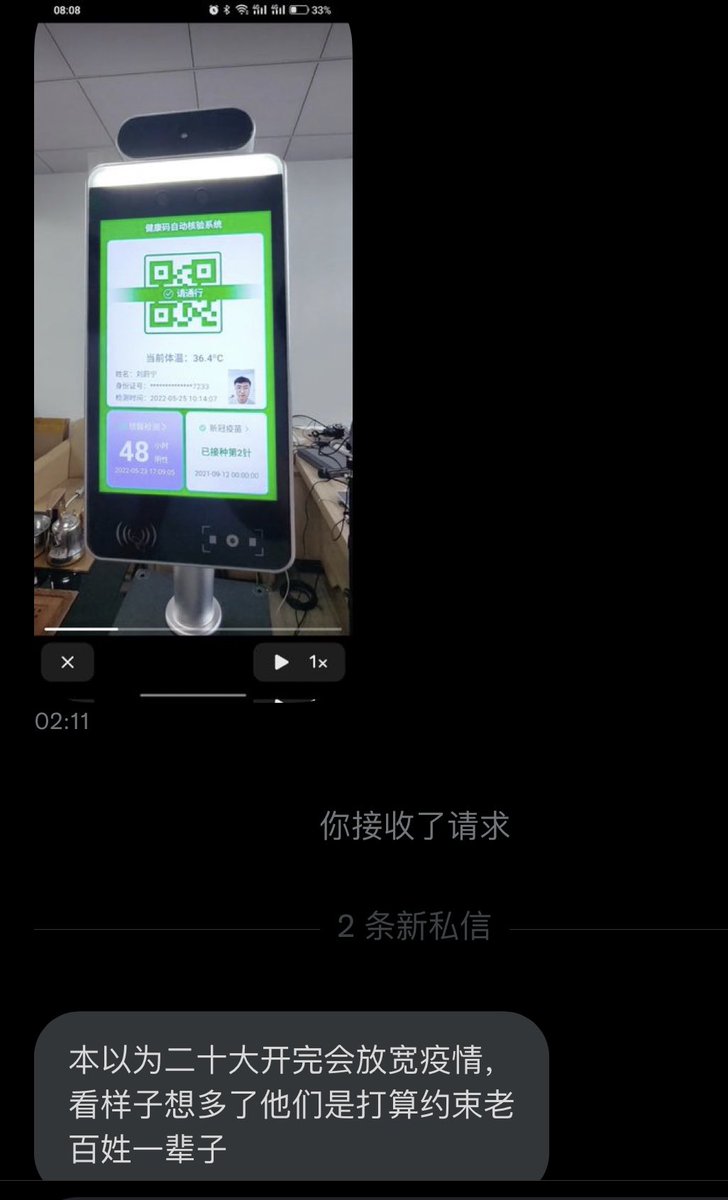 08:08
33%
健康码自动核验系统
请通行
当前体温：36.4°C
姓名：刘蔚宁
身份证号：**************7233
检测时间：2022-05-25 10:14:07
核酸检测
48 小时
阴性
2022-05-23 17:09:05
新冠疫苗
已接种第2针
2021-09-12 00:00:00
1×
02:11
你接收了请求
2 条新私信
本以为二十大开完会放宽疫情，
看样子想多了他们是打算约束老
百姓一辈子